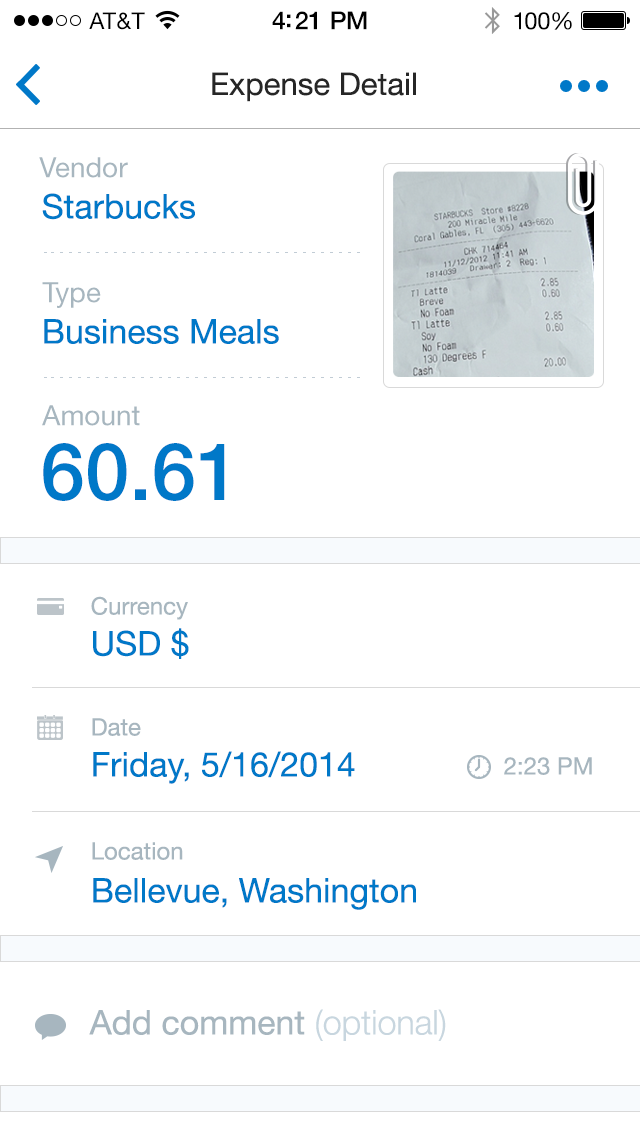 AT&T 4:21 PM 100%
Expense Detail
Vendor
Starbucks
Type
Business Meals
Amount
60.61
STARBUCKS Store #8228
200 Miracle Mile
Coral Gables, FL (305) 443-6620
CHK 714464
11/12/2012 11:41 AM
1814039 Drawer: 2 Reg: 1
Tl Latte 2.85
Breve 0.60
No Foam
Tl Latte 2.85
Soy 0.60
No Foam
130 Degrees F
Cash 20.00
Currency
USD $
Date
Friday, 5/16/2014 2:23 PM
Location
Bellevue, Washington
Add comment (optional)